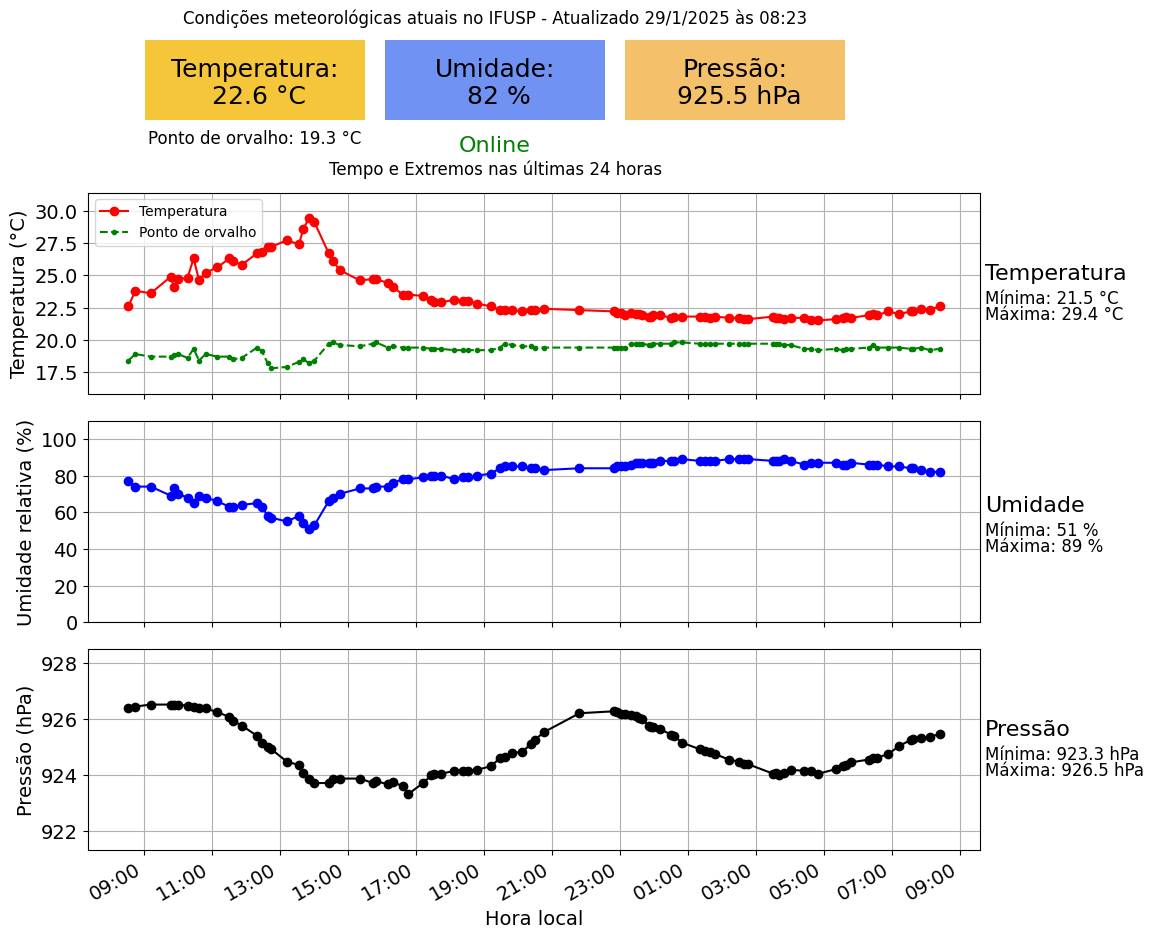 Condições meteorológicas atuais no IFUSP - Atualizado 29/1/2025 às 08:23
Temperatura:
22.6 °C
Umidade:
82 %
Pressão:
925.5 hPa
Ponto de orvalho: 19.3 °C
Online
Tempo e Extremos nas últimas 24 horas
Temperatura (°C)
30.0
27.5
25.0
22.5
20.0
17.5
Temperatura
Ponto de orvalho
Temperatura
Mínima: 21.5 °C
Máxima: 29.4 °C
Umidade relativa (%)
100
80
60
40
20
0
Umidade
Mínima: 51 %
Máxima: 89 %
Pressão (hPa)
928
926
924
922
Pressão
Mínima: 923.3 hPa
Máxima: 926.5 hPa
09:00 11:00 13:00 15:00 17:00 19:00 21:00 23:00 01:00 03:00 05:00 07:00 09:00
Hora local